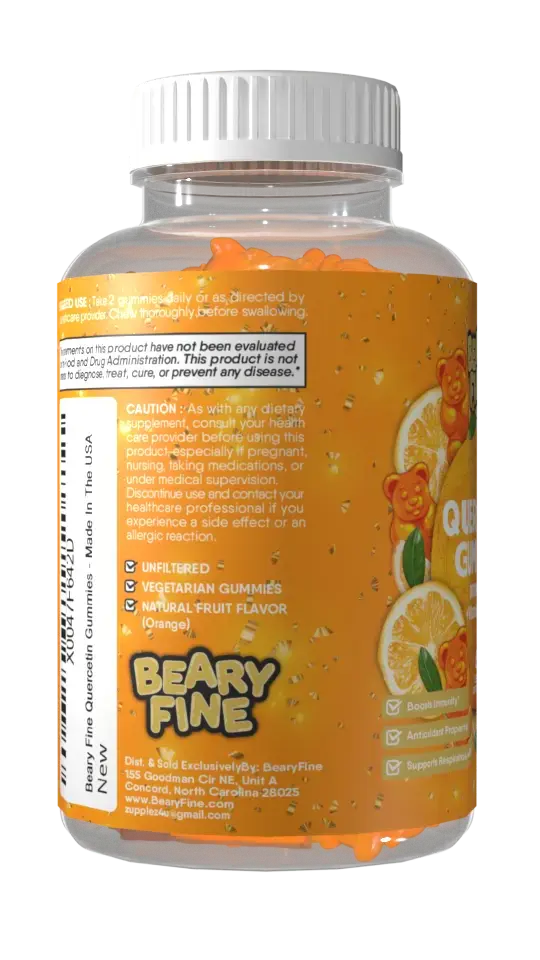 USE : Take 2 gummies daily or as directed by
provider. Chew thoroughly before swallowing.
on this product have not been evaluated
and Drug Administration. This product is not
to diagnose, treat, cure, or prevent any disease.*
CAUTION : As with any dietary
supplement, consult your health
care provider before using this
product, especially if pregnant,
nursing, taking medications, or
under medical supervision.
Discontinue use and contact your
healthcare professional if you
experience a side effect or an
allergic reaction.
UNFILTERED
VEGETARIAN GUMMIES
NATURAL FRUIT FLAVOR
(Orange)
BEARY
FINE
Dist. & Sold ExclusivelyBy: BearyFine
155 Goodman Cir NE, Unit A
Concord, North Carolina 28025
www.BearyFine.com
zupplez4u@gmail.com
X0047F642D
Beary Fine Quercetin Gummies - Made In The USA
New
QUE
GU
Boosts Immunity*
Antioxidant
Supports